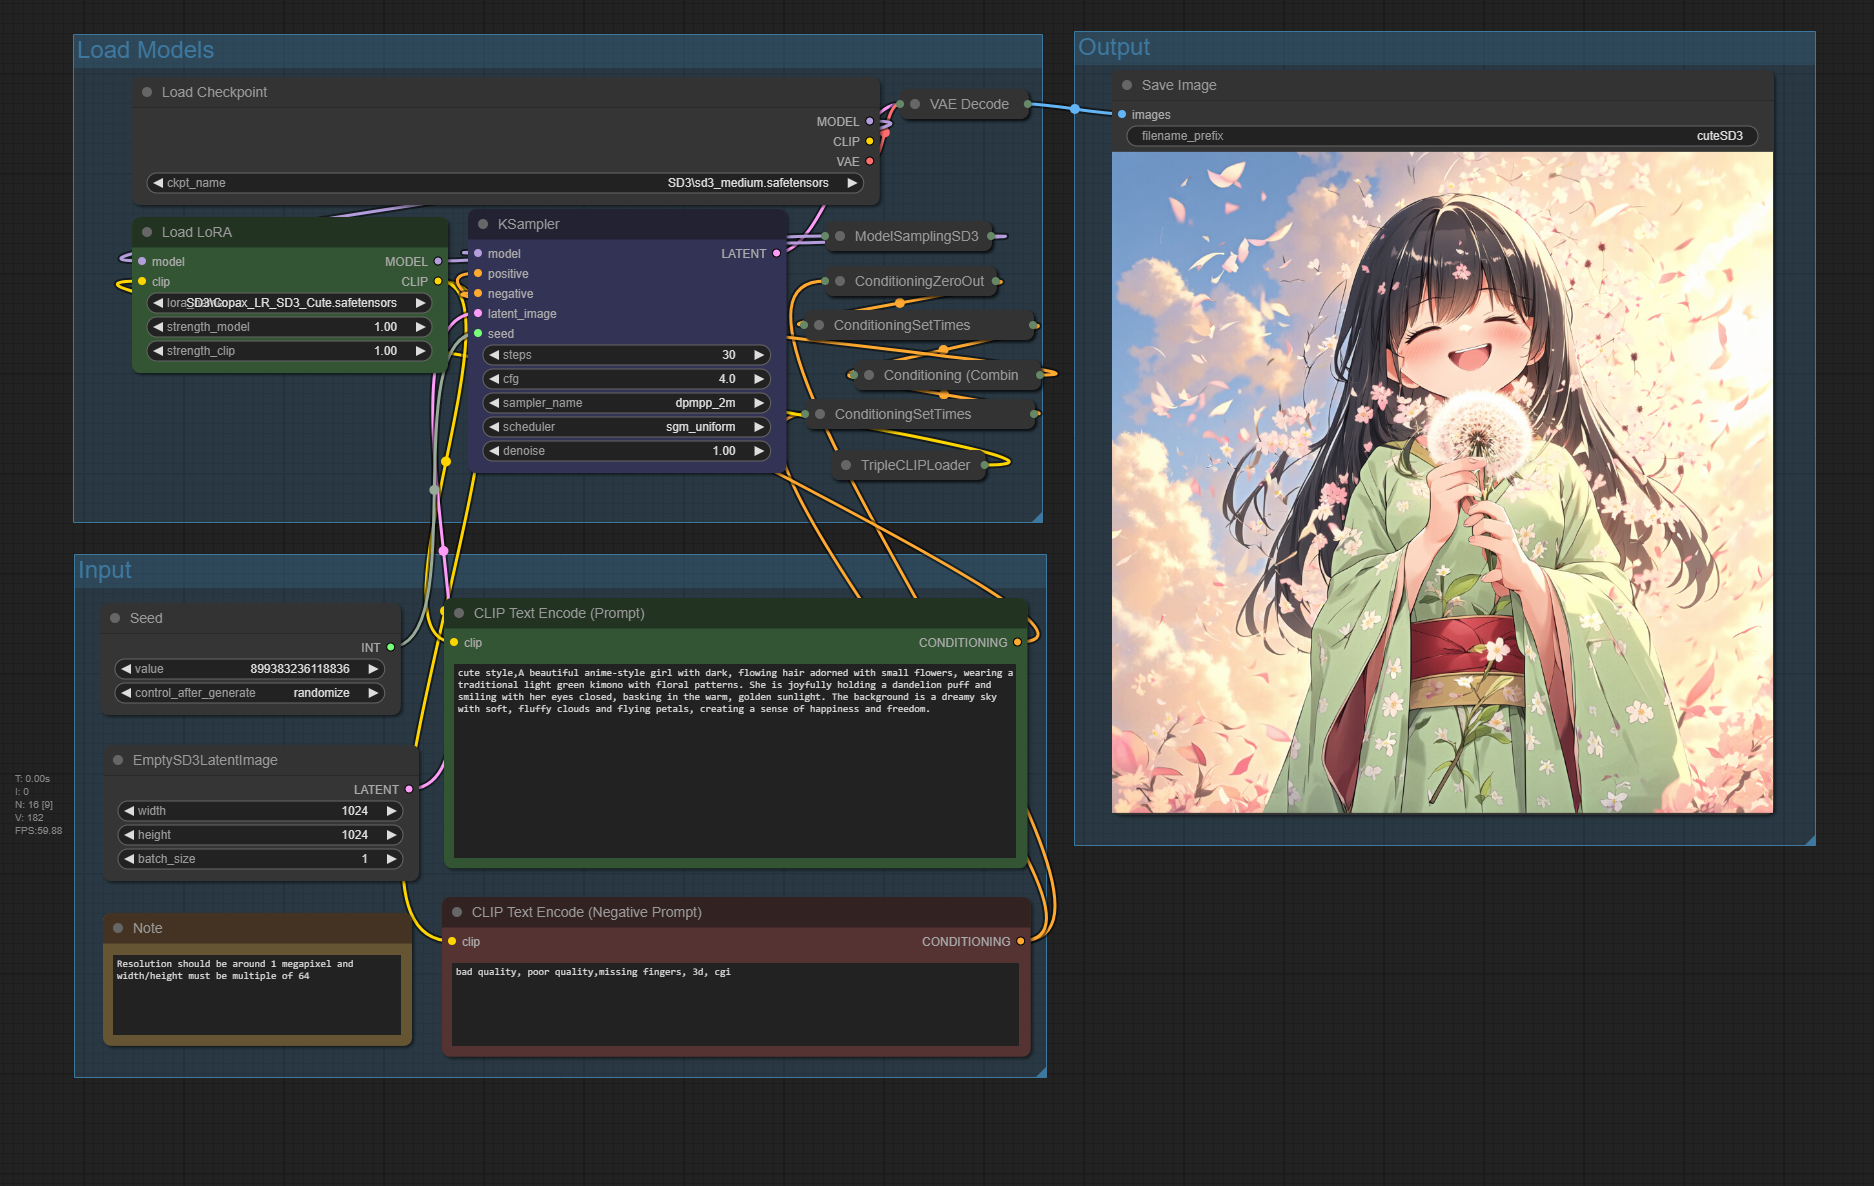 Load Models
Load Checkpoint
MODEL
CLIP
VAE
ckpt_name SD3\sd3_medium.safetensors
VAE Decode
Load LoRA
model MODEL
clip CLIP
SD3\Copax_LR_SD3_Cute.safetensors
strength_model 1.00
strength_clip 1.00
KSampler
model LATENT
positive
negative
latent_image
seed
steps 30
cfg 4.0
sampler_name dpmpp_2m
scheduler sgm_uniform
denoise 1.00
ModelSamplingSD3
ConditioningZeroOut
ConditioningSetTimes
Conditioning (Combin
ConditioningSetTimes
TripleCLIPLoader
Input
Seed
INT
value 899383236118836
control_after_generate randomize
EmptySD3LatentImage
LATENT
width 1024
height 1024
batch_size 1
Note
Resolution should be around 1 megapixel and
width/height must be multiple of 64
CLIP Text Encode (Prompt)
clip CONDITIONING
cute style,A beautiful anime-style girl with dark, flowing hair adorned with small flowers, wearing a
traditional light green kimono with floral patterns. She is joyfully holding a dandelion puff and
smiling with her eyes closed, basking in the warm, golden sunlight. The background is a dreamy sky
with soft, fluffy clouds and flying petals, creating a sense of happiness and freedom.
CLIP Text Encode (Negative Prompt)
clip CONDITIONING
bad quality, poor quality,missing fingers, 3d, cgi
Output
Save Image
images
filename_prefix cuteSD3
T: 0.00s
I: 0
N: 16 [9]
V: 182
FPS:59.88